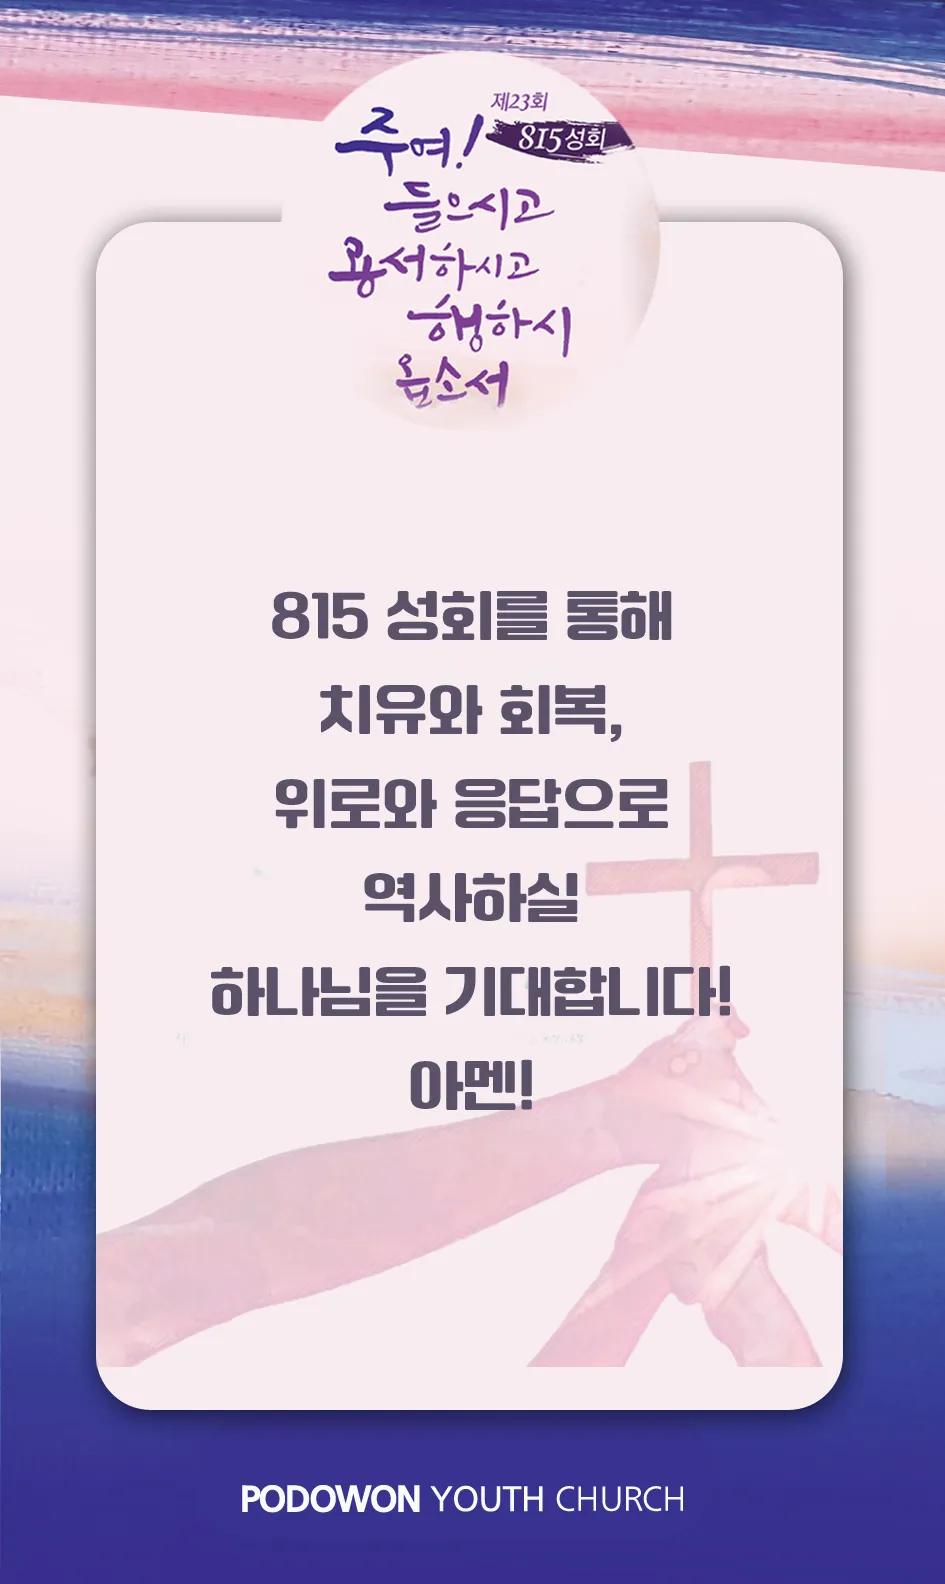 제23회
815성회
주여!
들으시고
용서하시고
행하시
옵소서
815 성회를 통해
치유와 회복,
위로와 응답으로
역사하실
하나님을 기대합니다!
아멘!
PODOWON YOUTH CHURCH